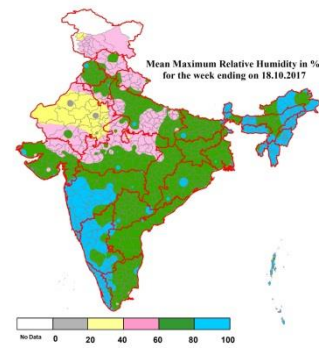 Mean Maximum Relative Humidity in %
for the week ending on 18.10.2017
No Data 0 20 40 60 80 100